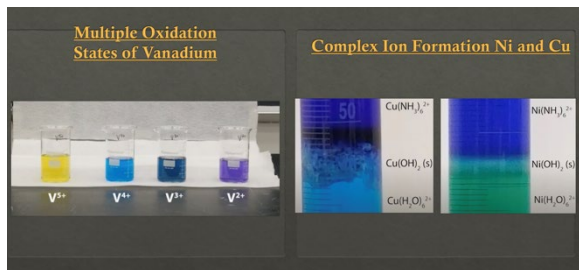 Multiple Oxidation
States of Vanadium
V⁵⁺ V⁴⁺ V³⁺ V²⁺
Complex Ion Formation Ni and Cu
50
Cu(NH₃)₆²⁺
Cu(OH)₂ (s)
Cu(H₂O)₆²⁺
Ni(NH₃)₆²⁺
Ni(OH)₂ (s)
Ni(H₂O)₆²⁺